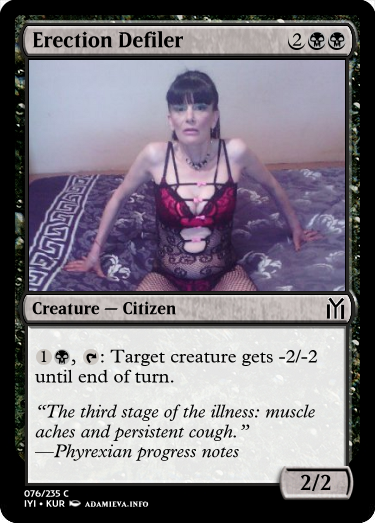 Erection Defiler 2
Creature — Citizen
1, : Target creature gets -2/-2
until end of turn.
“The third stage of the illness: muscle
aches and persistent cough.”
—Phyrexian progress notes
2/2
076/235 C
IYI • KUR ADAMIEVA.INFO